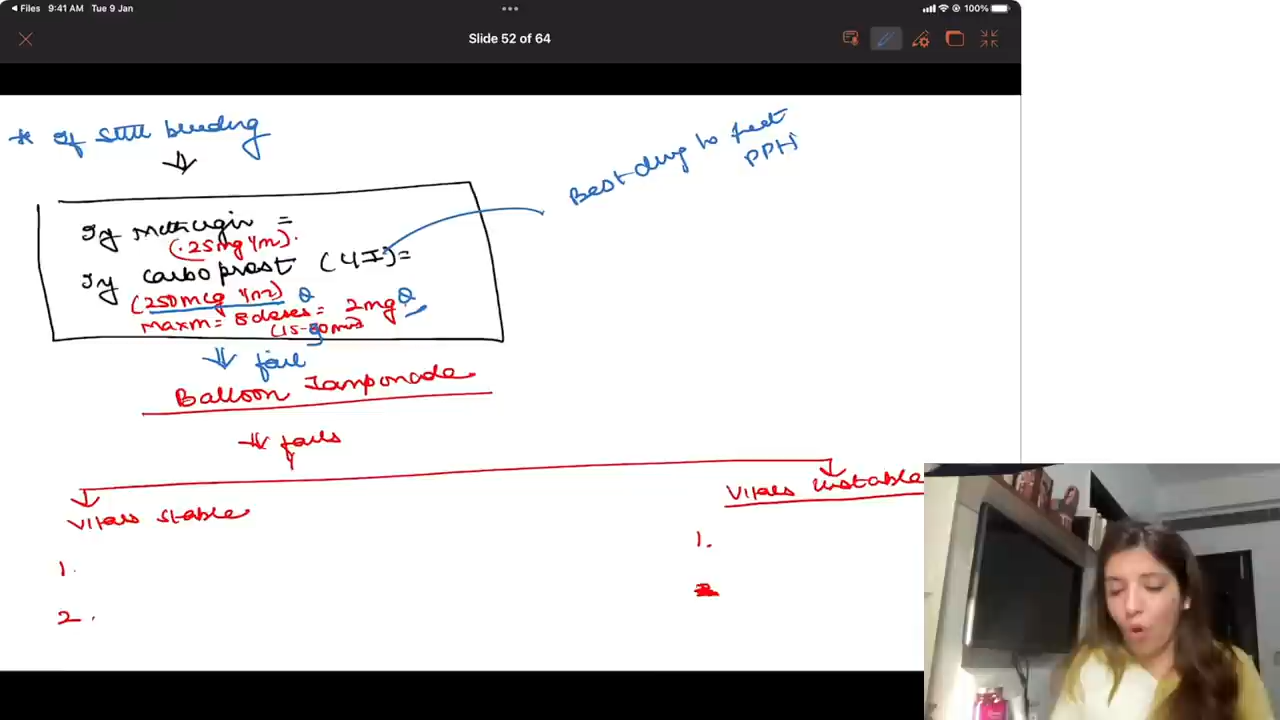 Files 9:41 AM Tue 9 Jan
100%
Slide 52 of 64
* If still bleeding
Best drug to treat
PPH
Inj Methergin =
(.25mg I/m).
Inj carboprost (4I)=
(250mcg I/m) Q
maxm = 8 doses = 2mg Q
fail
Balloon Tamponade
fails
Vitals stable
Vitals unstable
1.
1.
2.